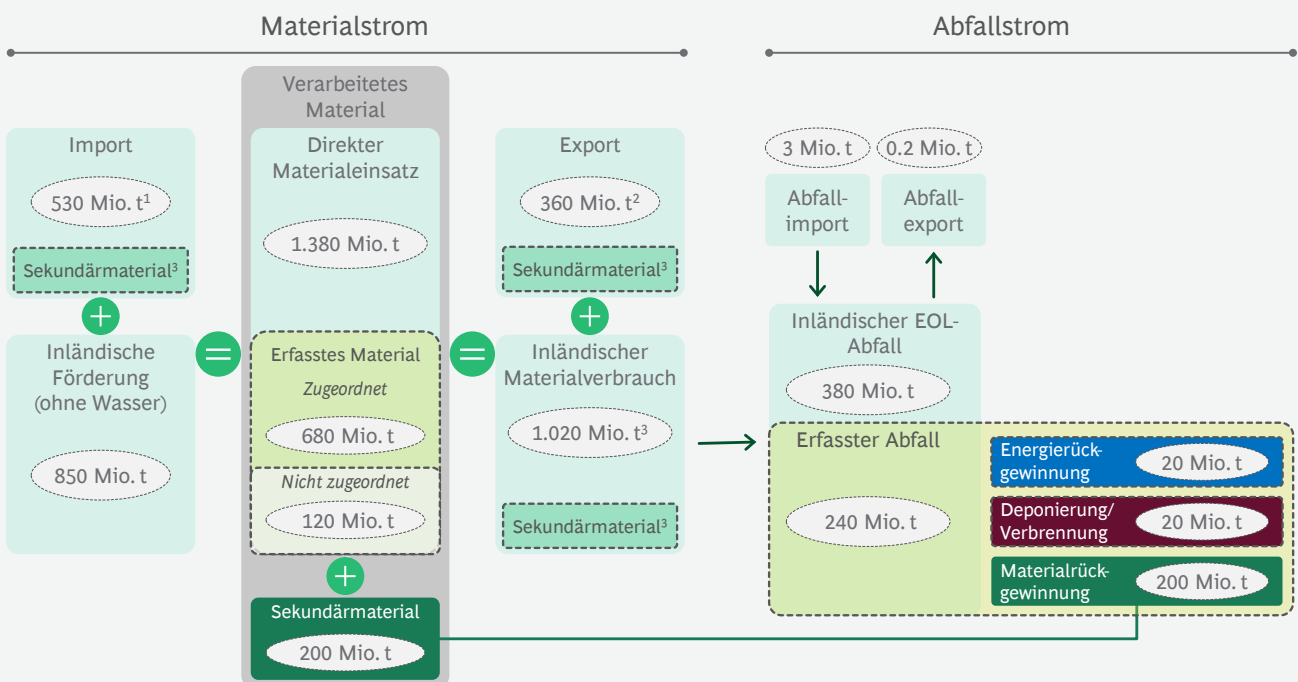 Materialstrom
Import
530 Mio. t¹
Sekundärmaterial³
+
Inländische
Förderung
(ohne Wasser)
850 Mio. t
=
Verarbeitetes
Material
Direkter
Materialeinsatz
1.380 Mio. t
Erfasstes Material
Zugeordnet
680 Mio. t
Nicht zugeordnet
120 Mio. t
+
Sekundärmaterial
200 Mio. t
=
Export
360 Mio. t²
Sekundärmaterial³
+
Inländischer
Materialverbrauch
1.020 Mio. t³
Sekundärmaterial³
Abfallstrom
3 Mio. t
Abfall-
import
0.2 Mio. t
Abfall-
export
Inländischer EOL-
Abfall
380 Mio. t
Erfasster Abfall
240 Mio. t
Energierück-
gewinnung
20 Mio. t
Deponierung/
Verbrennung
20 Mio. t
Materialrück-
gewinnung
200 Mio. t